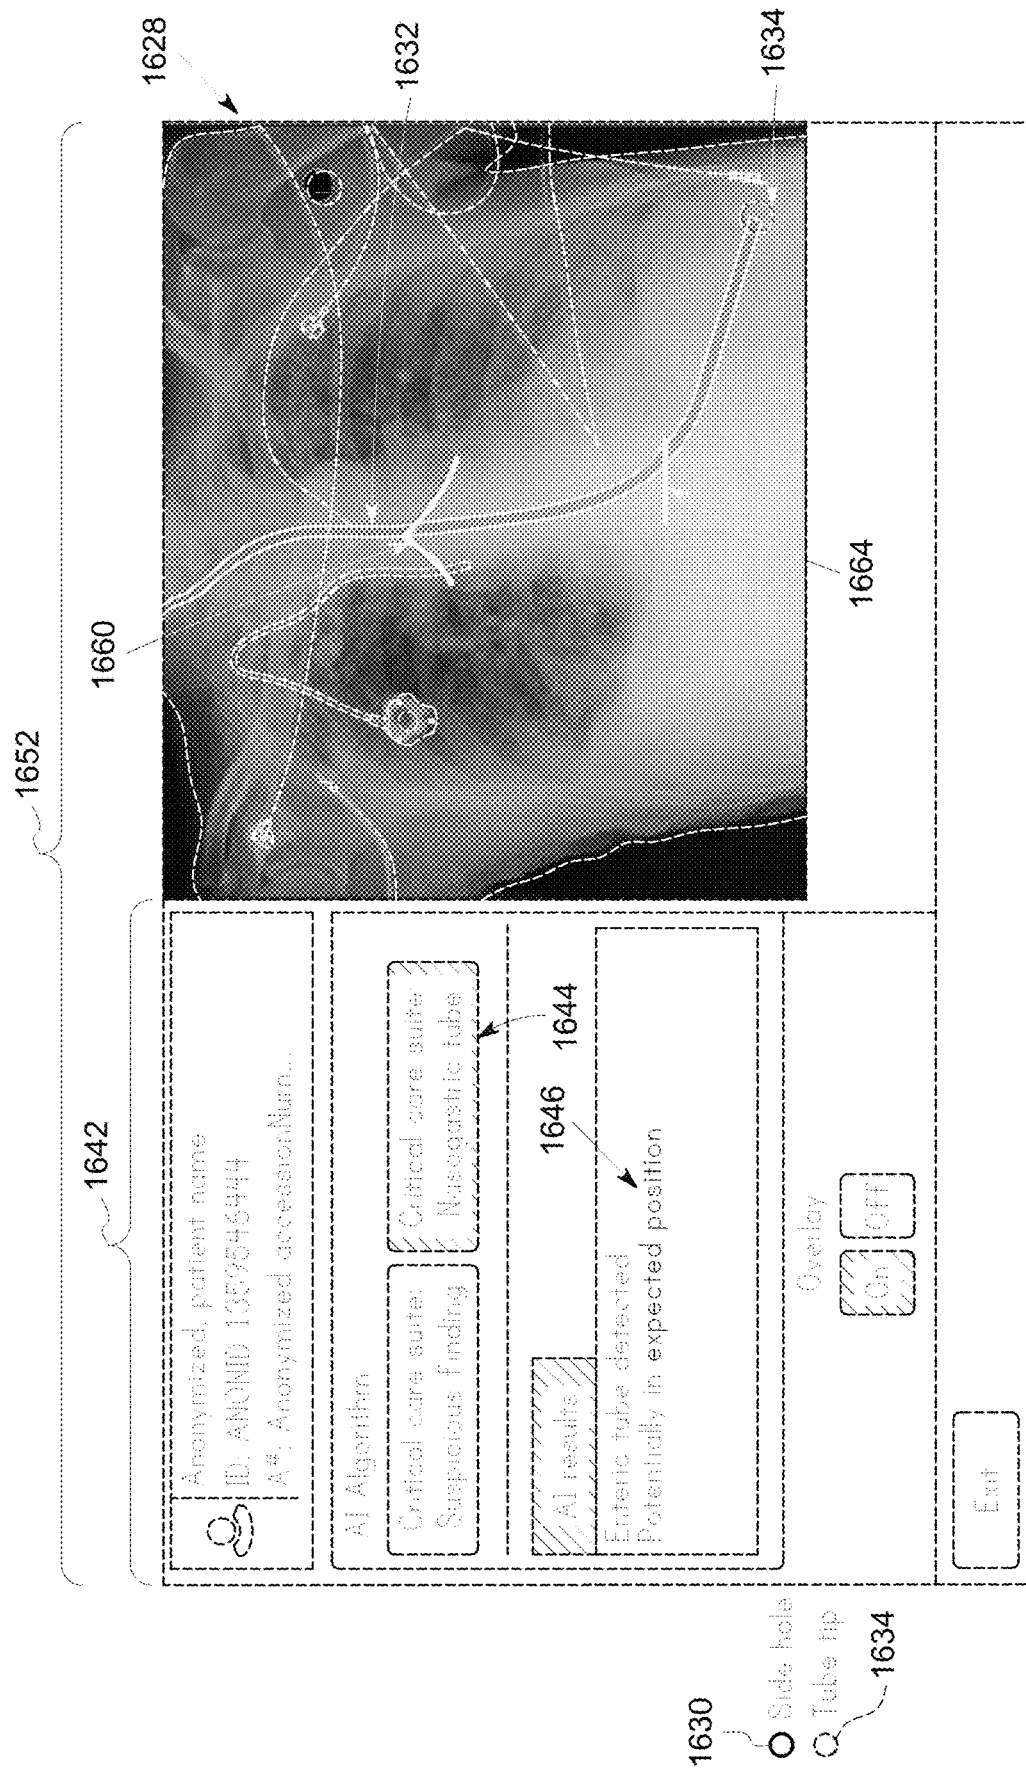 1652
1642
1660
1628
1632
1634
1664
Anonymized, patient name
ID: ANONID 1359546444
A#: Anonymized accessionNum...
AI Algorithm
Critical care suite:
Suspicious finding
Critical care suite:
Nasogastric tube
1644
1646
AI results
Enteric tube detected
Potentially in expected position
Overlay
On
Off
Exit
1630
Side hole
Tube tip
1634